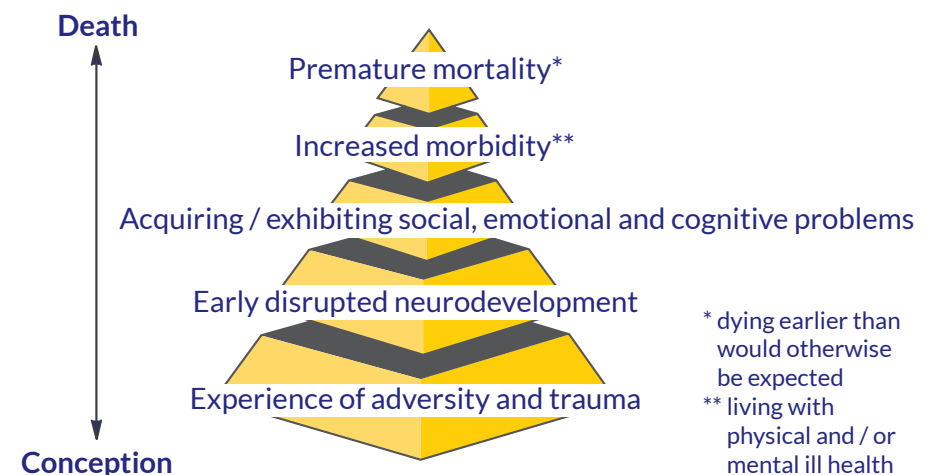 Death
Premature mortality*
Increased morbidity**
Acquiring / exhibiting social, emotional and cognitive problems
Early disrupted neurodevelopment
Experience of adversity and trauma
Conception
* dying earlier than
would otherwise
be expected
** living with
physical and / or
mental ill health